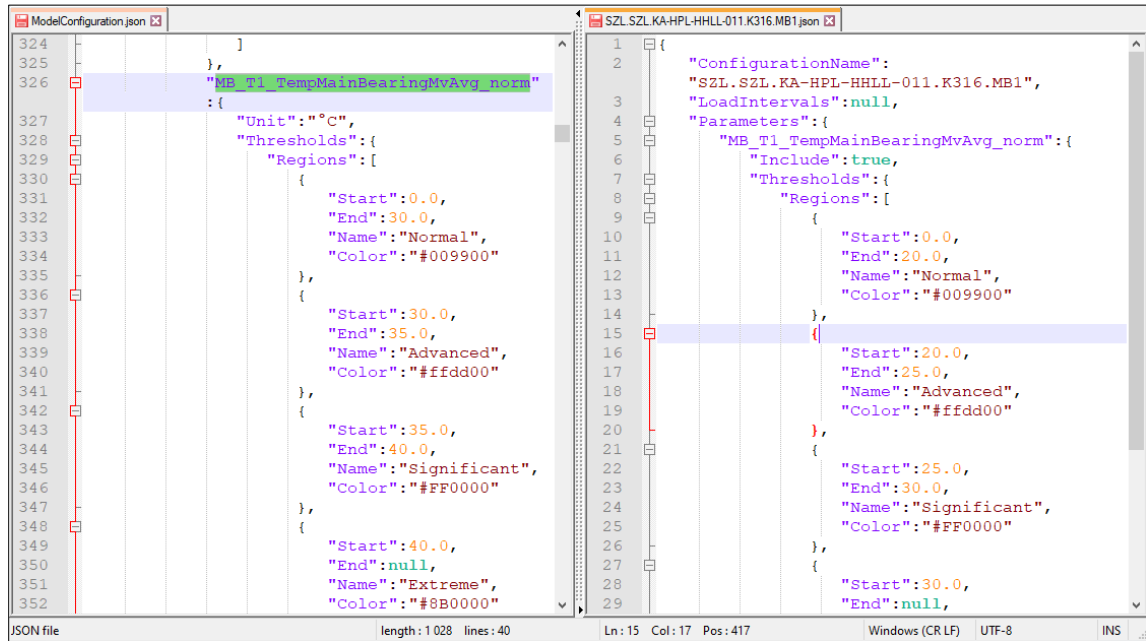 ModelConfiguration.json
324 ]
325 },
326 "MB_T1_TempMainBearingMvAvg_norm"
:{
327 "Unit":"°C",
328 "Thresholds":{
329 "Regions":[
330 {
331 "Start":0.0,
332 "End":30.0,
333 "Name":"Normal",
334 "Color":"#009900"
335 },
336 {
337 "Start":30.0,
338 "End":35.0,
339 "Name":"Advanced",
340 "Color":"#ffdd00"
341 },
342 {
343 "Start":35.0,
344 "End":40.0,
345 "Name":"Significant",
346 "Color":"#FF0000"
347 },
348 {
349 "Start":40.0,
350 "End":null,
351 "Name":"Extreme",
352 "Color":"#8B0000"
SZL.SZL.KA-HPL-HHLL-011.K316.MB1.json
1 {
2 "ConfigurationName":
"SZL.SZL.KA-HPL-HHLL-011.K316.MB1",
3 "LoadIntervals":null,
4 "Parameters":{
5 "MB_T1_TempMainBearingMvAvg_norm":{
6 "Include":true,
7 "Thresholds":{
8 "Regions":[
9 {
10 "Start":0.0,
11 "End":20.0,
12 "Name":"Normal",
13 "Color":"#009900"
14 },
15 {
16 "Start":20.0,
17 "End":25.0,
18 "Name":"Advanced",
19 "Color":"#ffdd00"
20 },
21 {
22 "Start":25.0,
23 "End":30.0,
24 "Name":"Significant",
25 "Color":"#FF0000"
26 },
27 {
28 "Start":30.0,
29 "End":null,
JSON file length : 1 028 lines : 40 Ln : 15 Col : 17 Pos : 417 Windows (CR LF) UTF-8 INS